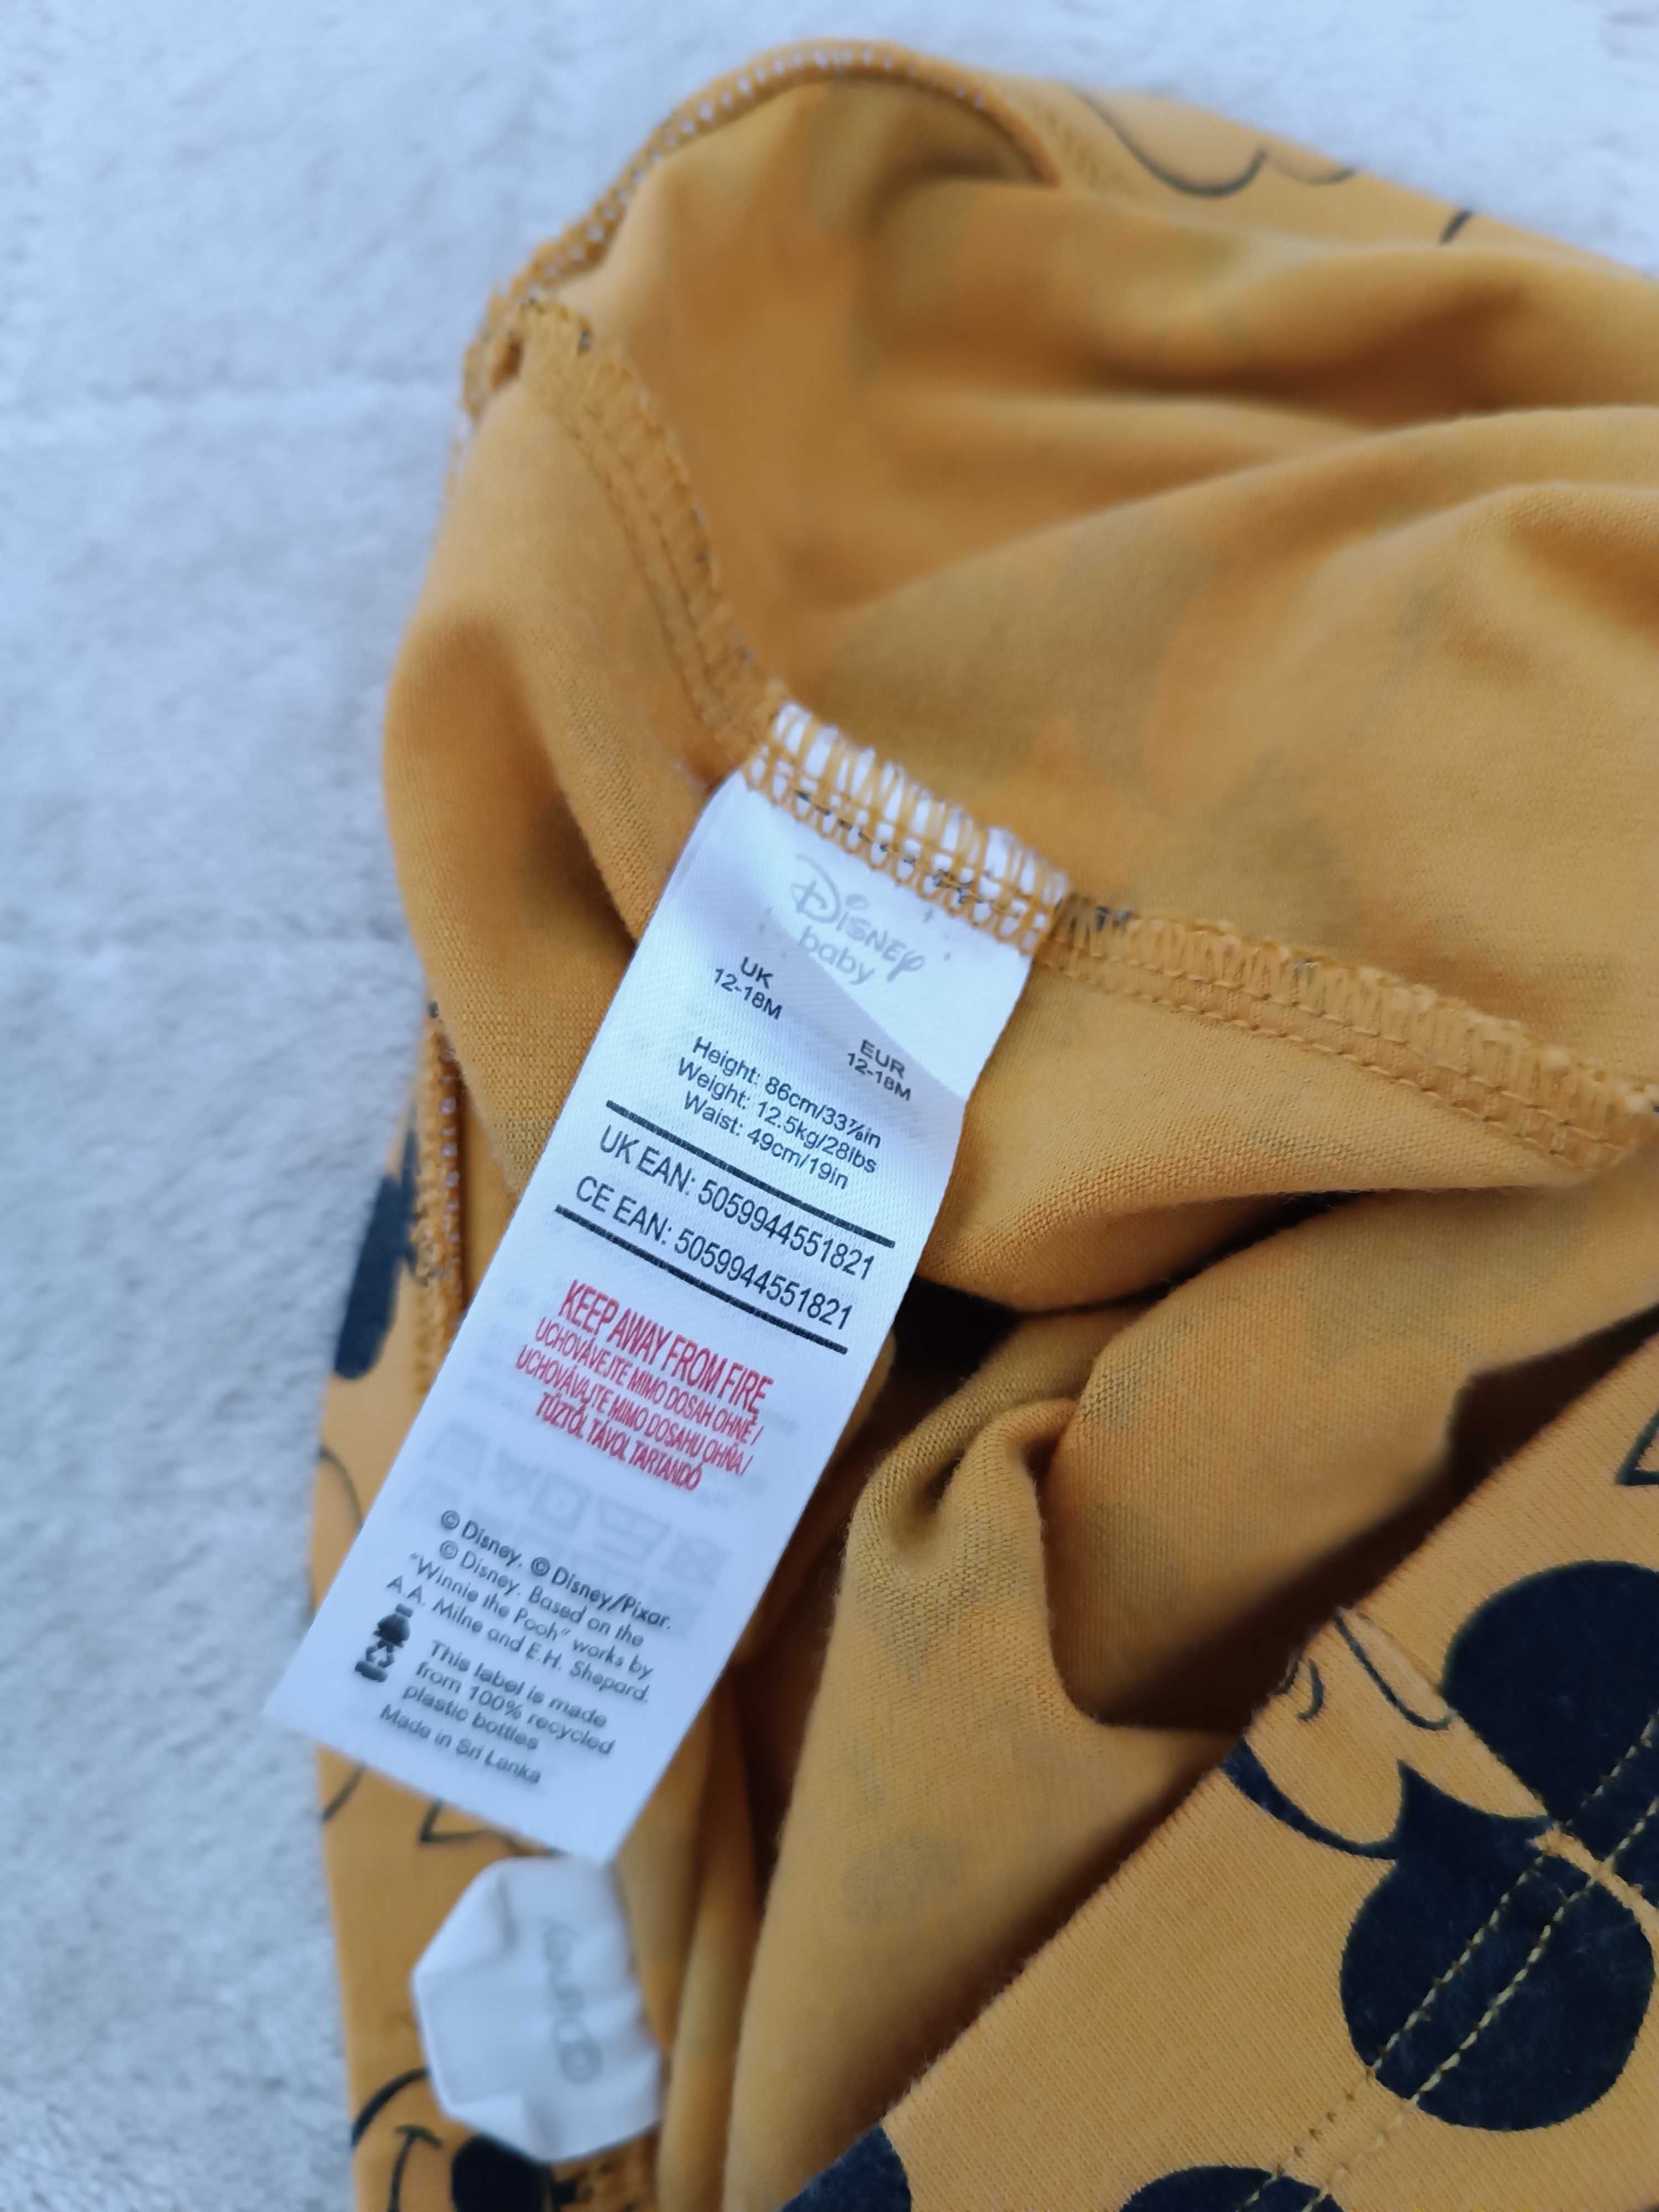 Disney
baby
UK
12-18M
EUR
12-18M
Height: 86cm/33⅞in
Weight: 12.5kg/28lbs
Waist: 49cm/19in
UK EAN: 5059944551821
CE EAN: 5059944551821
KEEP AWAY FROM FIRE
UCHOVÁVEJTE MIMO DOSAH OHNĚ /
UCHOVÁVAJTE MIMO DOSAHU OHŇA /
TŰZTŐL TÁVOL TARTANDÓ
© Disney. © Disney/Pixar.
© Disney. Based on the
"Winnie the Pooh" works by
A.A. Milne and E.H. Shepard.
This label is made
from 100% recycled
plastic bottles
Made in Sri Lanka